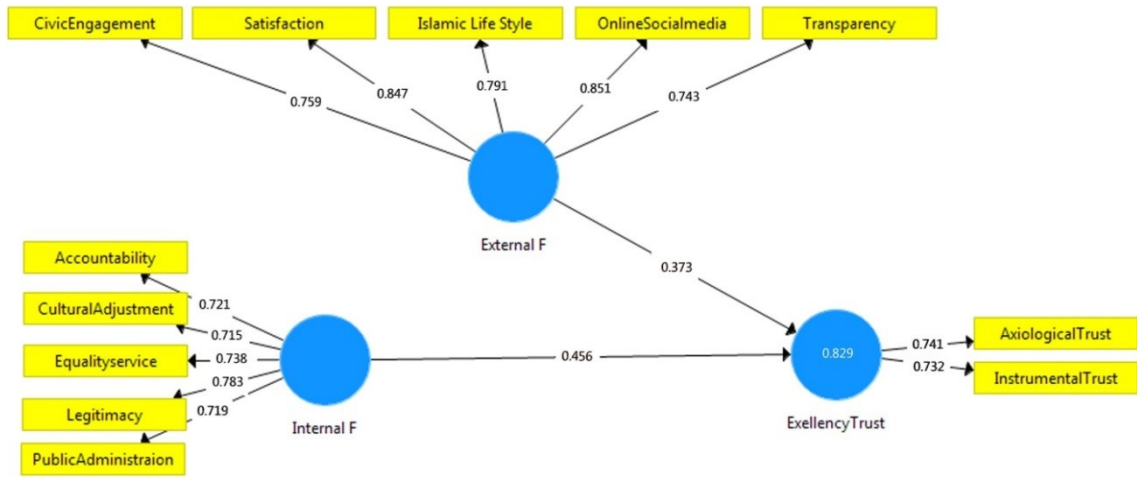 CivicEngagement
Satisfaction
Islamic Life Style
OnlineSocialmedia
Transparency
0.759
0.847
0.791
0.851
0.743
External F
Accountability
CulturalAdjustment
Equalityservice
Legitimacy
PublicAdministraion
0.721
0.715
0.738
0.783
0.719
Internal F
0.373
0.456
0.829
ExellencyTrust
0.741
0.732
AxiologicalTrust
InstrumentalTrust